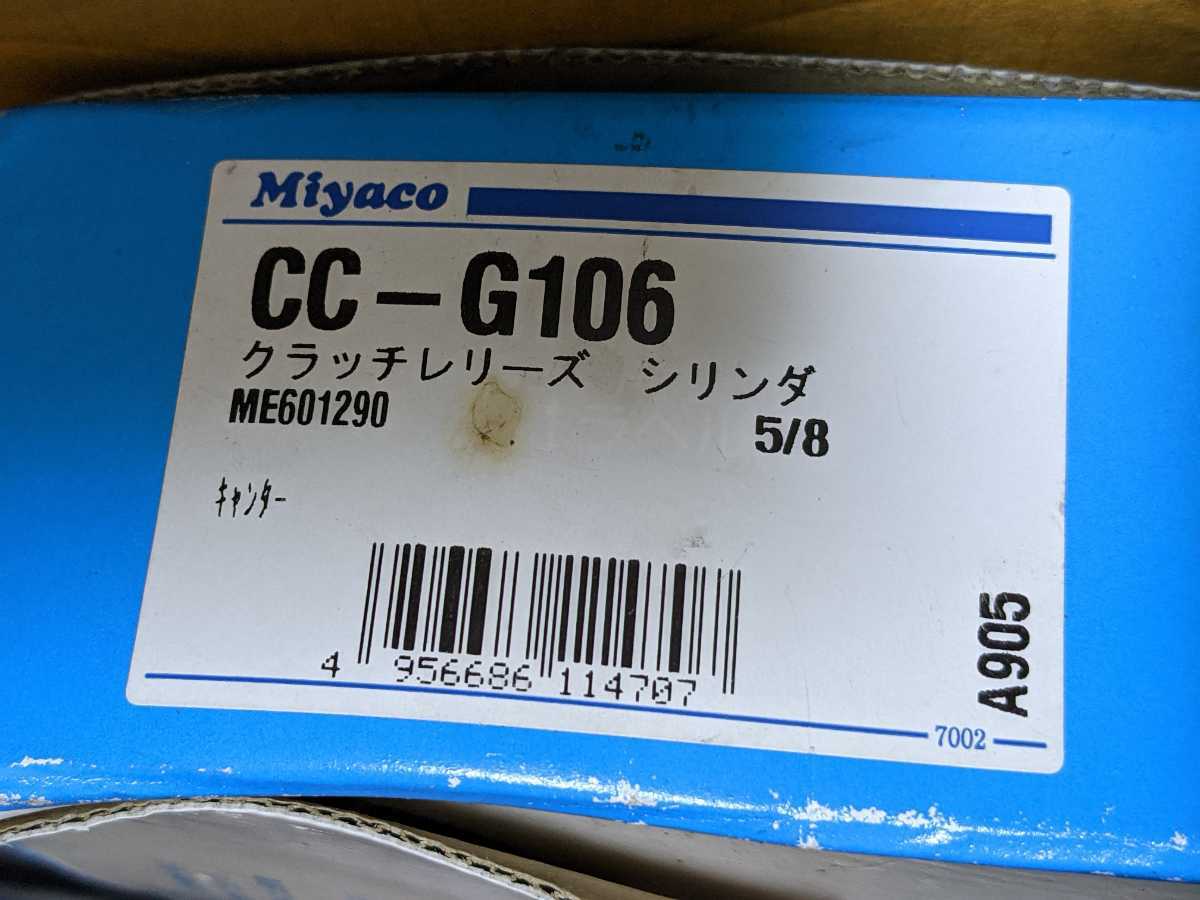 Miyaco
CC-G106
クラッチレリーズ シリンダ
ME601290 5/8
キャンター
4 956686 114707
A905
7002